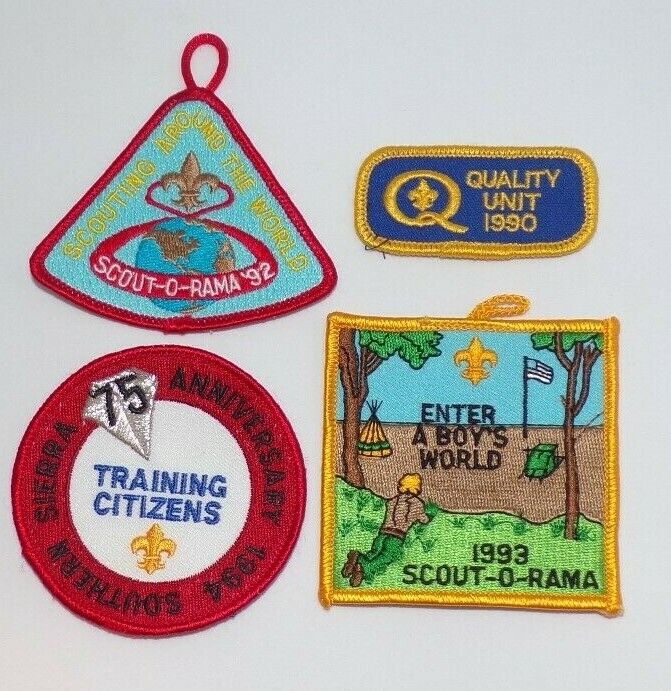 SCOUTING AROUND THE WORLD
SCOUT-O-RAMA '92
Q
QUALITY
UNIT
1990
75
ANNIVERSARY 1994 SOUTHERN SIERRA
TRAINING
CITIZENS
ENTER
A BOY'S
WORLD
1993
SCOUT-O-RAMA